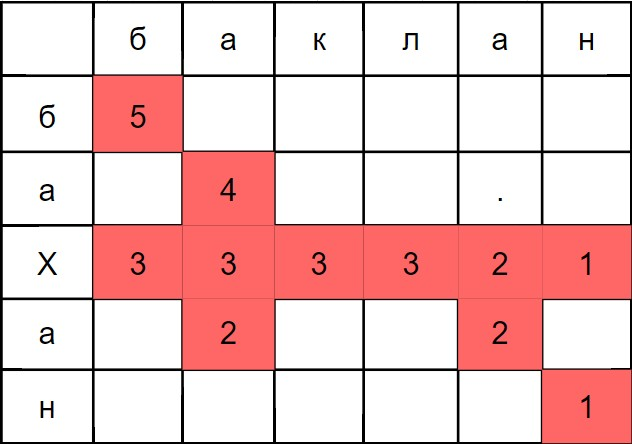 б а к л а н
б 5
а 4 .
X 3 3 3 3 2 1
а 2 2
н 1